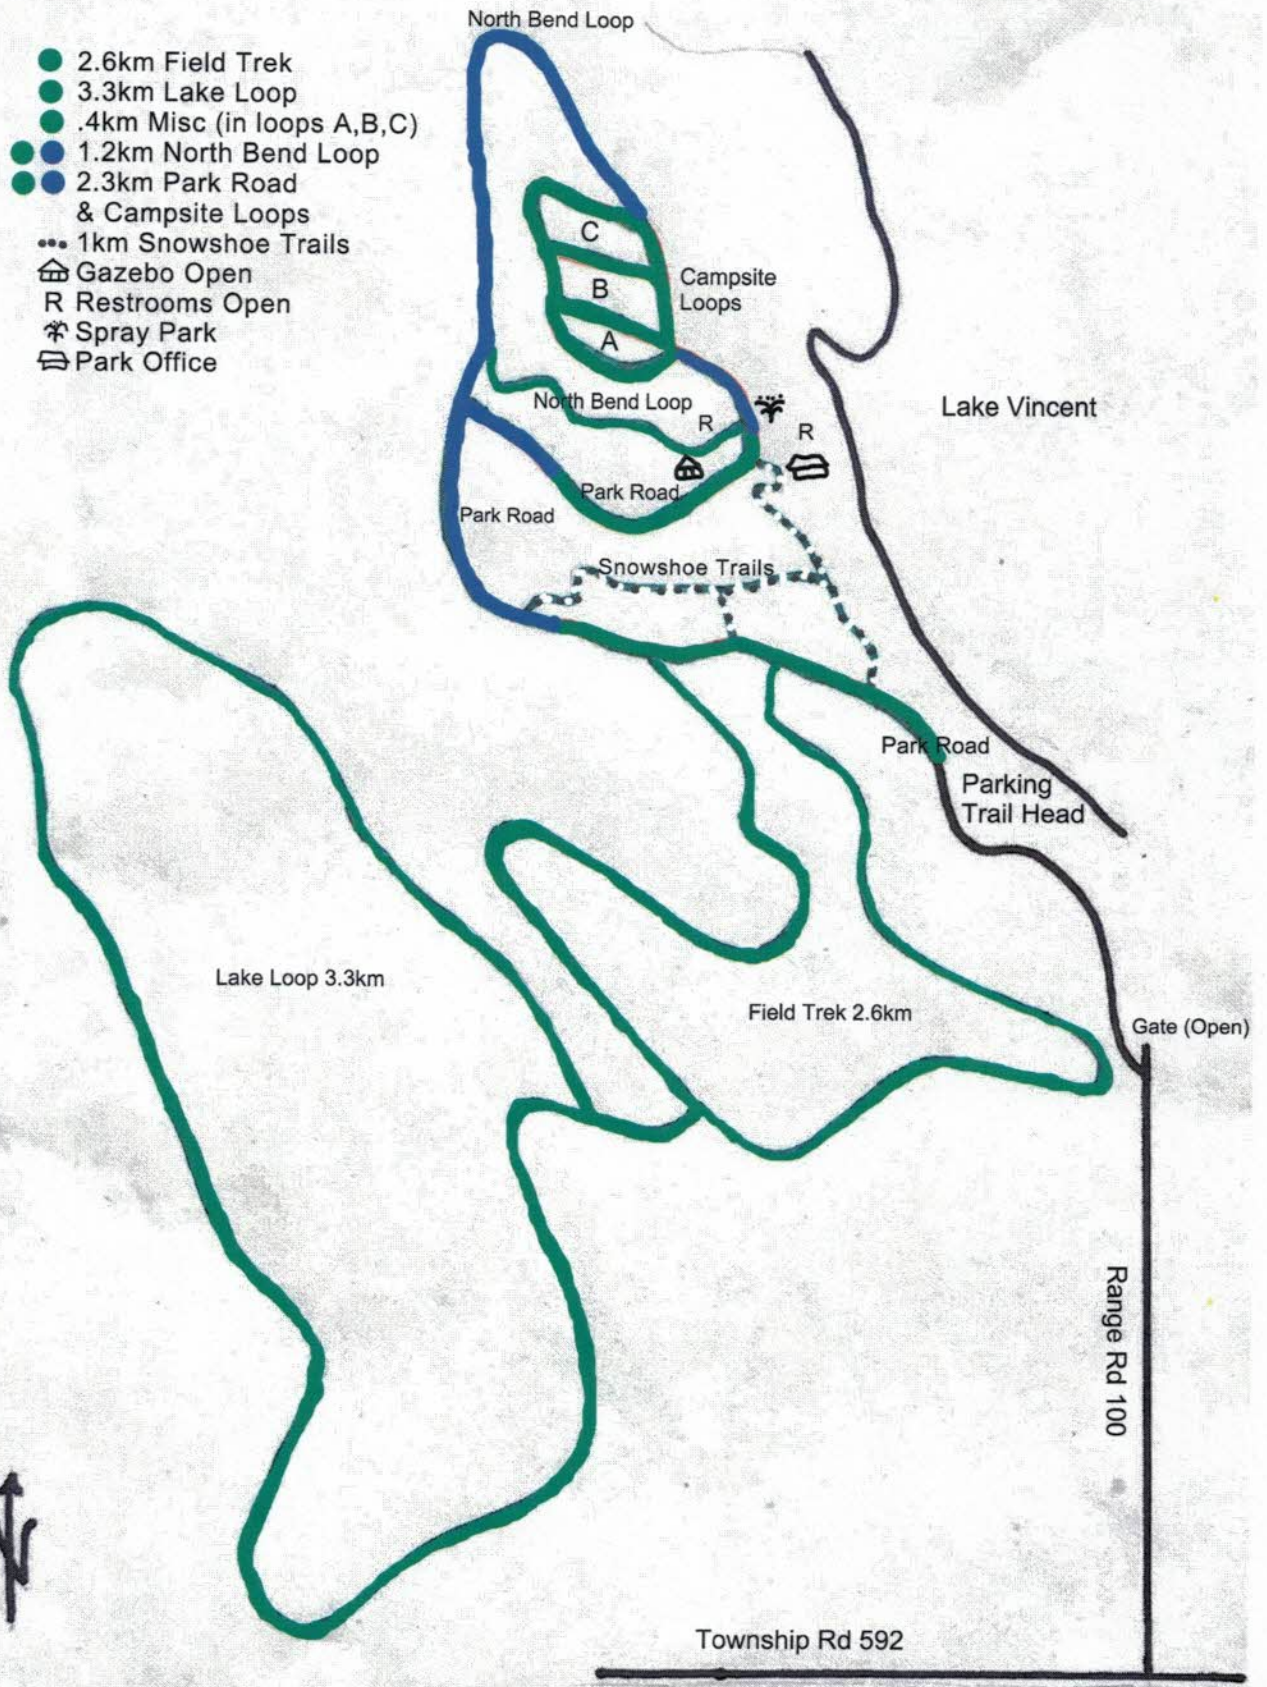 North Bend Loop
2.6km Field Trek
3.3km Lake Loop
.4km Misc (in loops A,B,C)
1.2km North Bend Loop
2.3km Park Road
& Campsite Loops
1km Snowshoe Trails
Gazebo Open
R Restrooms Open
Spray Park
Park Office
C
B
A
Campsite
Loops
North Bend Loop
R
R
Lake Vincent
Park Road
Park Road
Snowshoe Trails
Park Road
Parking
Trail Head
Lake Loop 3.3km
Field Trek 2.6km
Gate (Open)
Range Rd 100
N
Township Rd 592